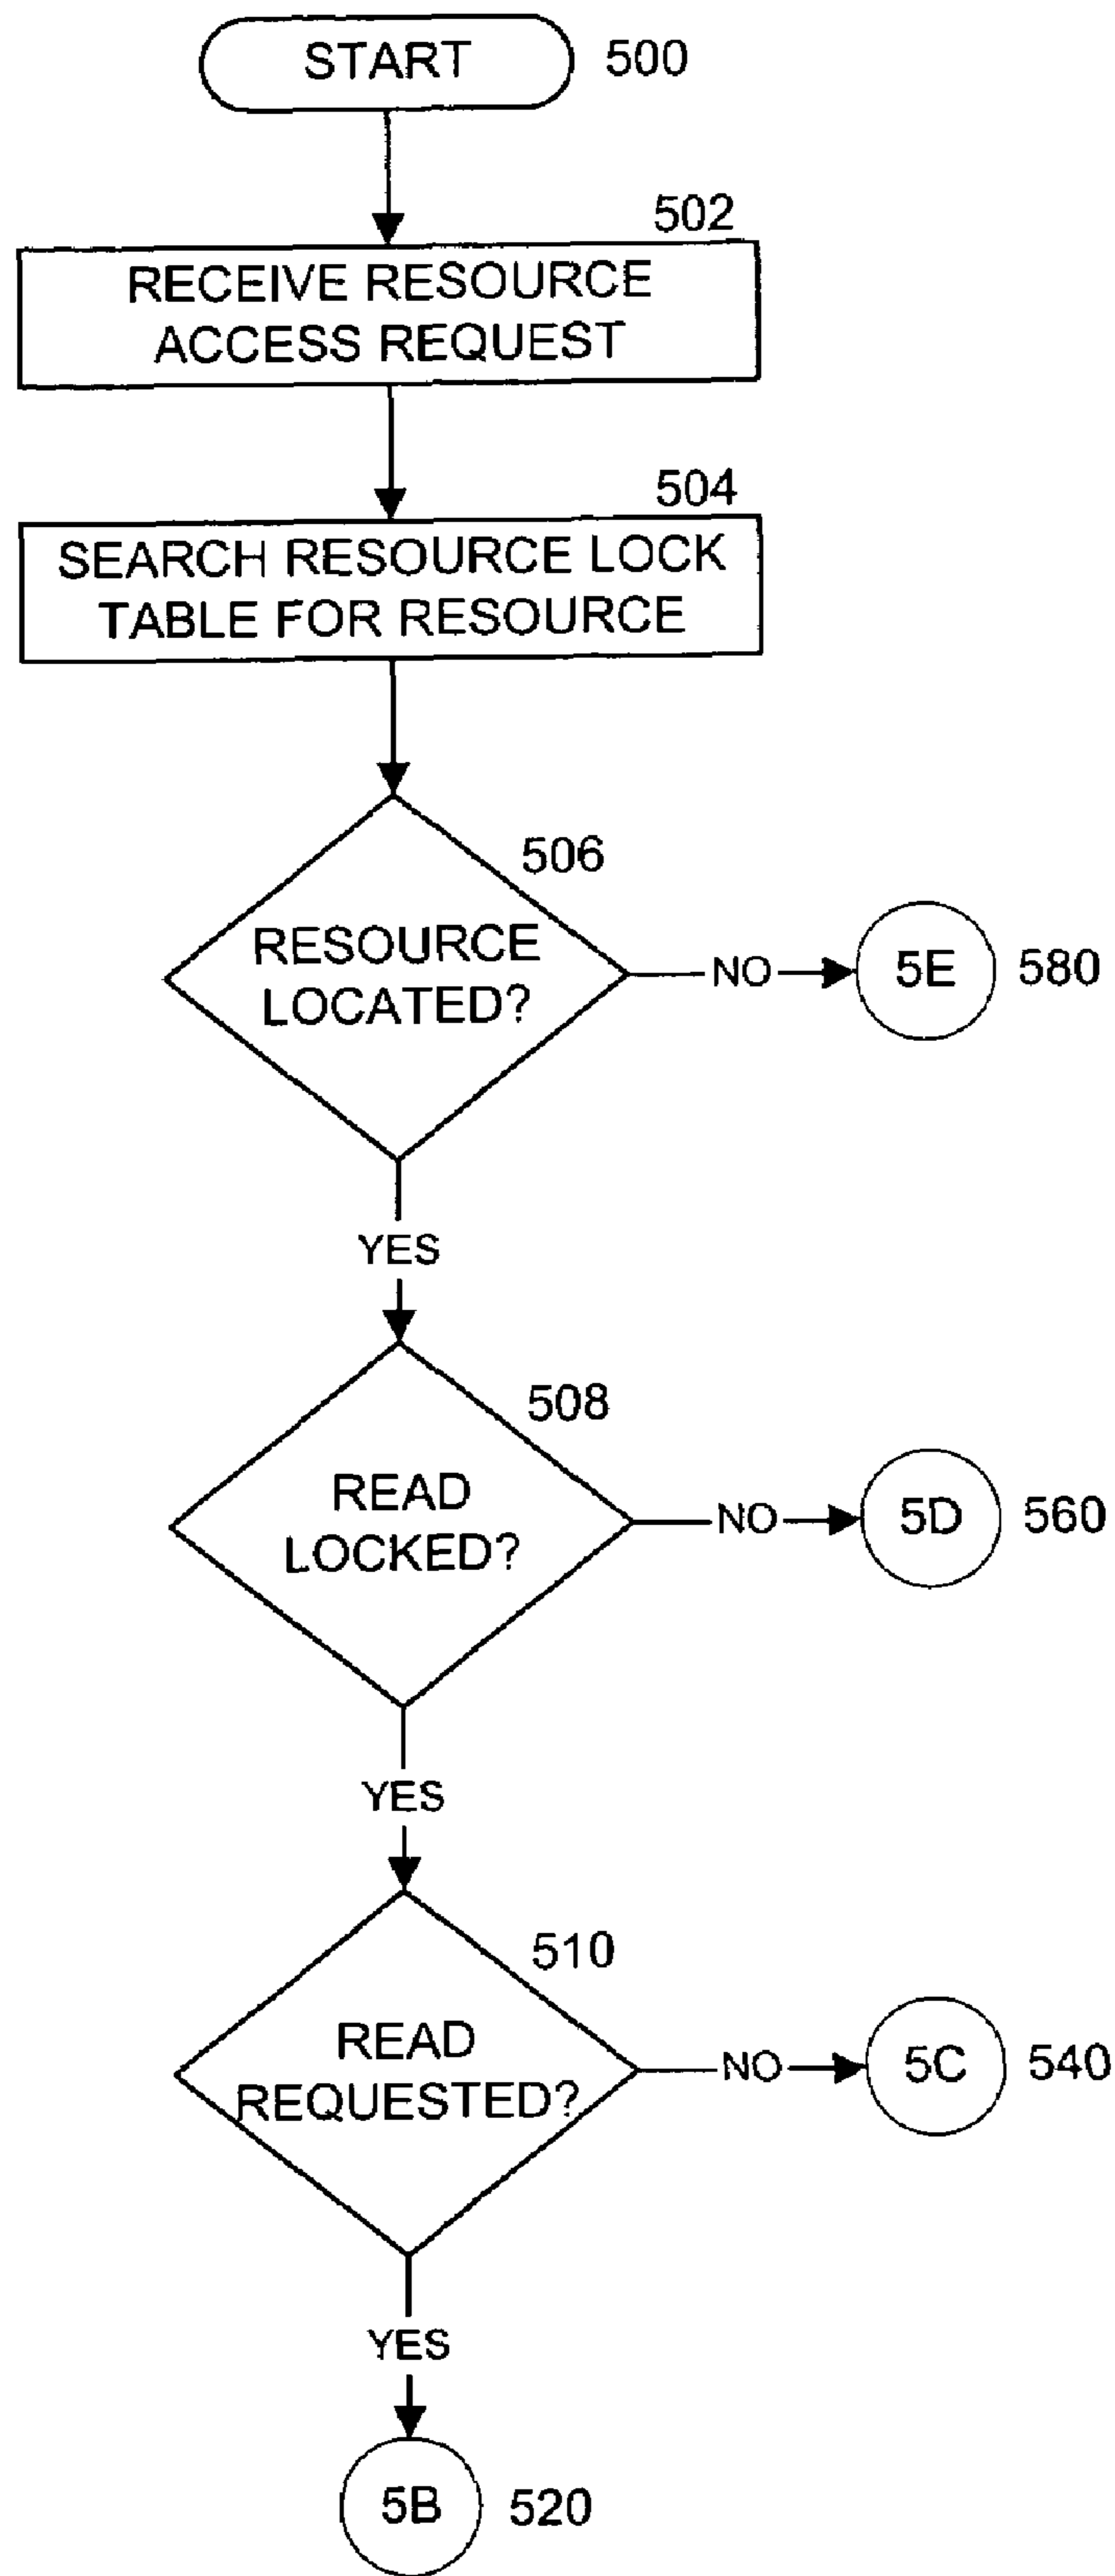 START 500
502
RECEIVE RESOURCE
ACCESS REQUEST
504
SEARCH RESOURCE LOCK
TABLE FOR RESOURCE
506
RESOURCE
LOCATED?
NO 5E 580
YES
508
READ
LOCKED?
NO 5D 560
YES
510
READ
REQUESTED?
NO 5C 540
YES
5B 520